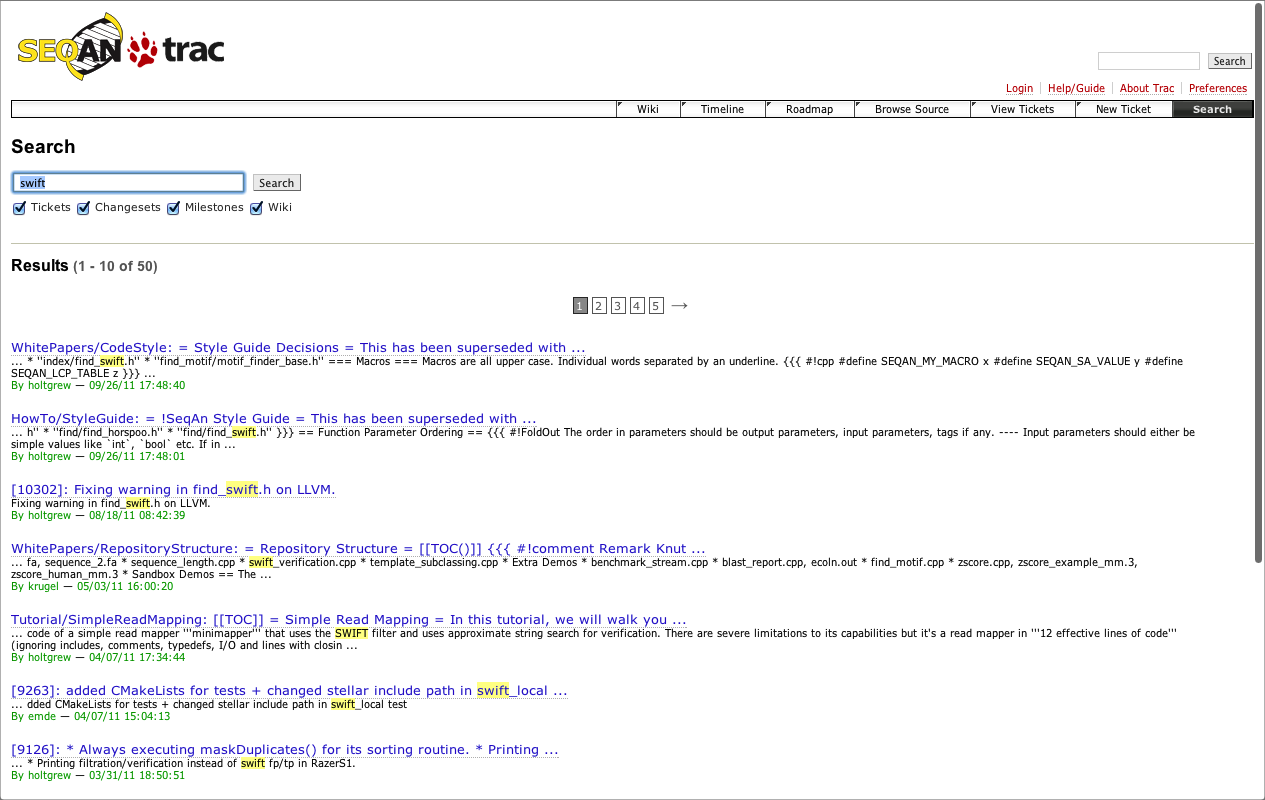 SEQAN trac
Search
Login Help/Guide About Trac Preferences
Wiki Timeline Roadmap Browse Source View Tickets New Ticket Search
Search
swift Search
Tickets Changesets Milestones Wiki
Results (1 - 10 of 50)
1 2 3 4 5 →
WhitePapers/CodeStyle: = Style Guide Decisions = This has been superseded with ...
... * ''index/find_swift.h'' * ''find_motif/motif_finder_base.h'' === Macros === Macros are all upper case. Individual words separated by an underline. {{{ #!cpp #define SEQAN_MY_MACRO x #define SEQAN_SA_VALUE y #define
SEQAN_LCP_TABLE z }}} ...
By holtgrew — 09/26/11 17:48:40
HowTo/StyleGuide: = !SeqAn Style Guide = This has been superseded with ...
... h'' * ''find/find_horspoo.h'' * ''find/find_swift.h'' }}} == Function Parameter Ordering == {{{ #!FoldOut The order in parameters should be output parameters, input parameters, tags if any. ---- Input parameters should either be
simple values like `int`, `bool` etc. If in ...
By holtgrew — 09/26/11 17:48:01
[10302]: Fixing warning in find_swift.h on LLVM.
Fixing warning in find_swift.h on LLVM.
By holtgrew — 08/18/11 08:42:39
WhitePapers/RepositoryStructure: = Repository Structure = [[TOC()]] {{{ #!comment Remark Knut ...
... fa, sequence_2.fa * sequence_length.cpp * swift_verification.cpp * template_subclassing.cpp * Extra Demos * benchmark_stream.cpp * blast_report.cpp, ecoln.out * find_motif.cpp * zscore.cpp, zscore_example_mm.3,
zscore_human_mm.3 * Sandbox Demos == The ...
By krugel — 05/03/11 16:00:20
Tutorial/SimpleReadMapping: [[TOC]] = Simple Read Mapping = In this tutorial, we will walk you ...
... code of a simple read mapper '''minimapper''' that uses the SWIFT filter and uses approximate string search for verification. There are severe limitations to its capabilities but it's a read mapper in '''12 effective lines of code'''
(ignoring includes, comments, typedefs, I/O and lines with closin ...
By holtgrew — 04/07/11 17:34:44
[9263]: added CMakeLists for tests + changed stellar include path in swift_local ...
... dded CMakeLists for tests + changed stellar include path in swift_local test
By emde — 04/07/11 15:04:13
[9126]: * Always executing maskDuplicates() for its sorting routine. * Printing ...
... * Printing filtration/verification instead of swift fp/tp in RazerS1.
By holtgrew — 03/31/11 18:50:51